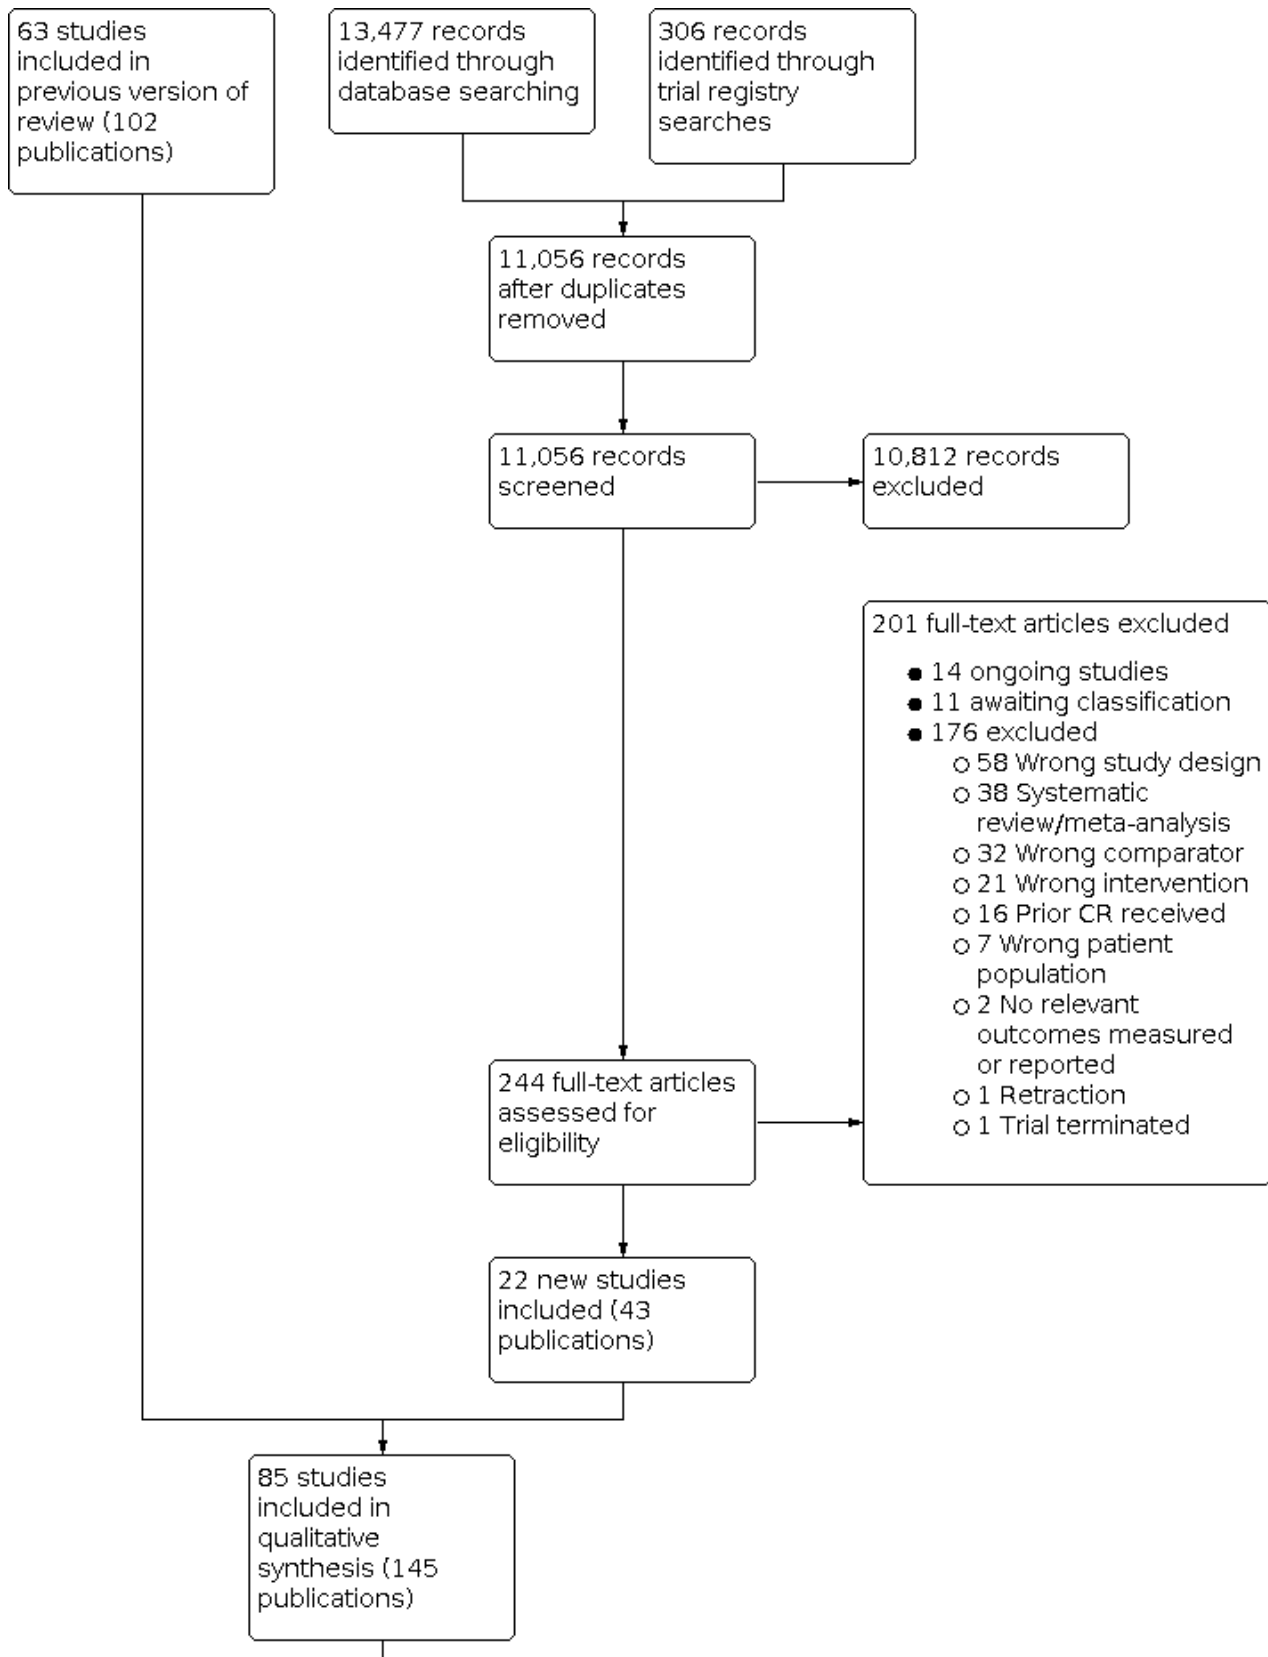 63 studies
included in
previous version of
review (102
publications)
13,477 records
identified through
database searching
306 records
identified through
trial registry
searches
11,056 records
after duplicates
removed
11,056 records
screened
10,812 records
excluded
201 full-text articles excluded
14 ongoing studies
11 awaiting classification
176 excluded
58 Wrong study design
38 Systematic
review/meta-analysis
32 Wrong comparator
21 Wrong intervention
16 Prior CR received
7 Wrong patient
population
2 No relevant
outcomes measured
or reported
1 Retraction
1 Trial terminated
244 full-text articles
assessed for
eligibility
22 new studies
included (43
publications)
85 studies
included in
qualitative
synthesis (145
publications)